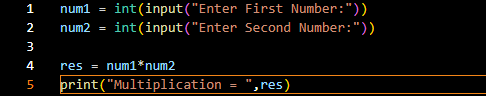 1 num1 = int(input("Enter First Number:"))
2 num2 = int(input("Enter Second Number:"))
3
4 res = num1*num2
5 print("Multiplication = ",res)